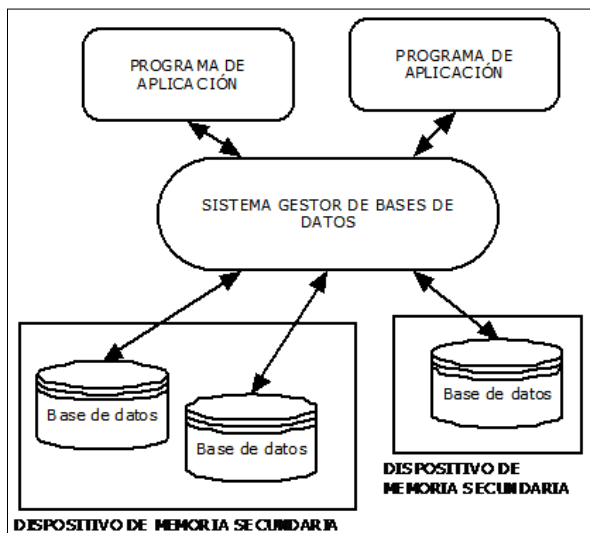 PROGRAMA DE
APLICACIÓN
PROGRAMA DE
APLICACIÓN
SISTEMA GESTOR DE BASES DE
DATOS
Base de datos
Base de datos
Base de datos
DISPOSITIVO DE
MEMORIA SECUNDARIA
DISPOSITIVO DE MEMORIA SECUNDARIA